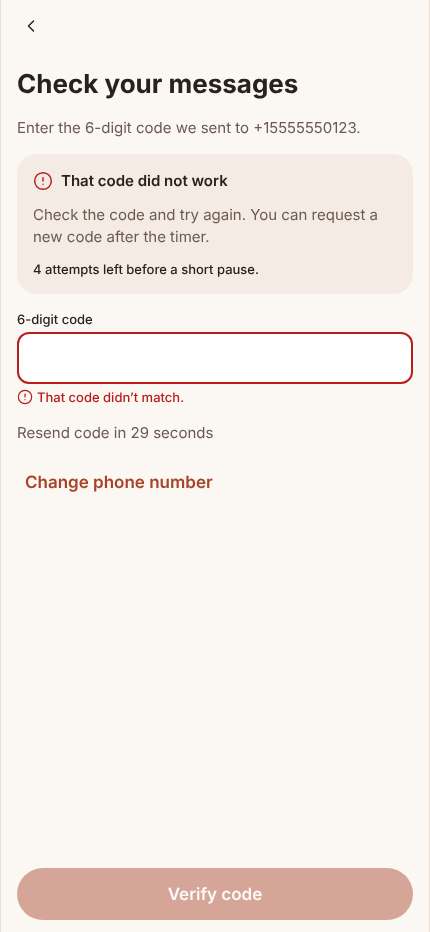 Check your messages
Enter the 6-digit code we sent to +15555550123.
That code did not work
Check the code and try again. You can request a
new code after the timer.
4 attempts left before a short pause.
6-digit code
That code didn’t match.
Resend code in 29 seconds
Change phone number
Verify code